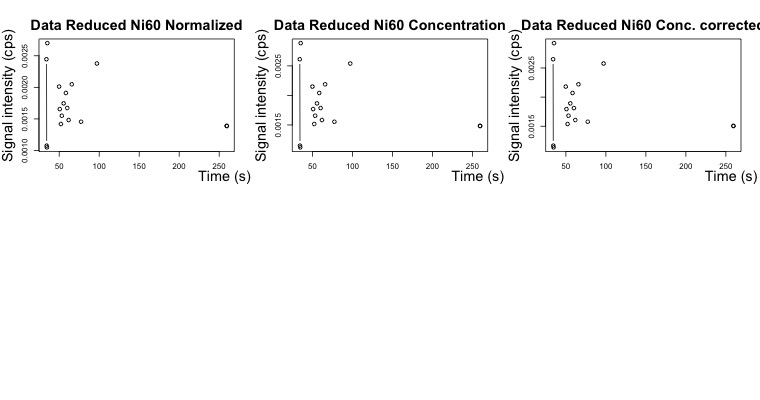 Data Reduced Ni60 Normalized
Signal intensity (cps)
0.0010 0.0015 0.0020 0.0025
50 100 150 200 250
Time (s)
Data Reduced Ni60 Concentration
Signal intensity (cps)
0.0015 0.0025
50 100 150 200 250
Time (s)
Data Reduced Ni60 Conc. corrected
Signal intensity (cps)
0.0015 0.0025
50 100 150 200 250
Time (s)